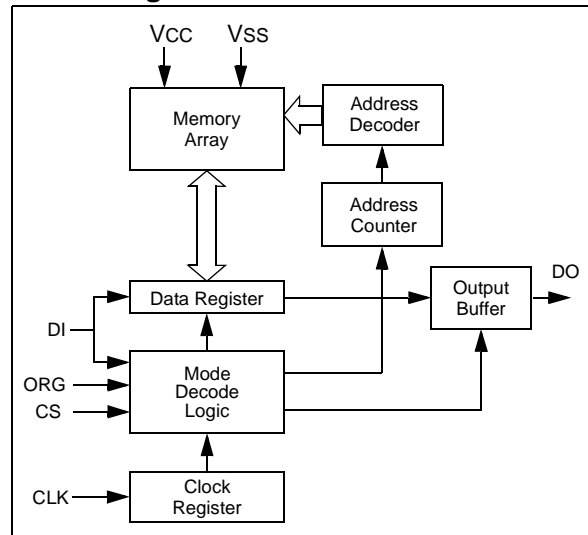 VCC VSS
Memory
Array
Address
Decoder
Address
Counter
Data Register
Output
Buffer
DO
DI
Mode
Decode
Logic
ORG
CS
Clock
Register
CLK